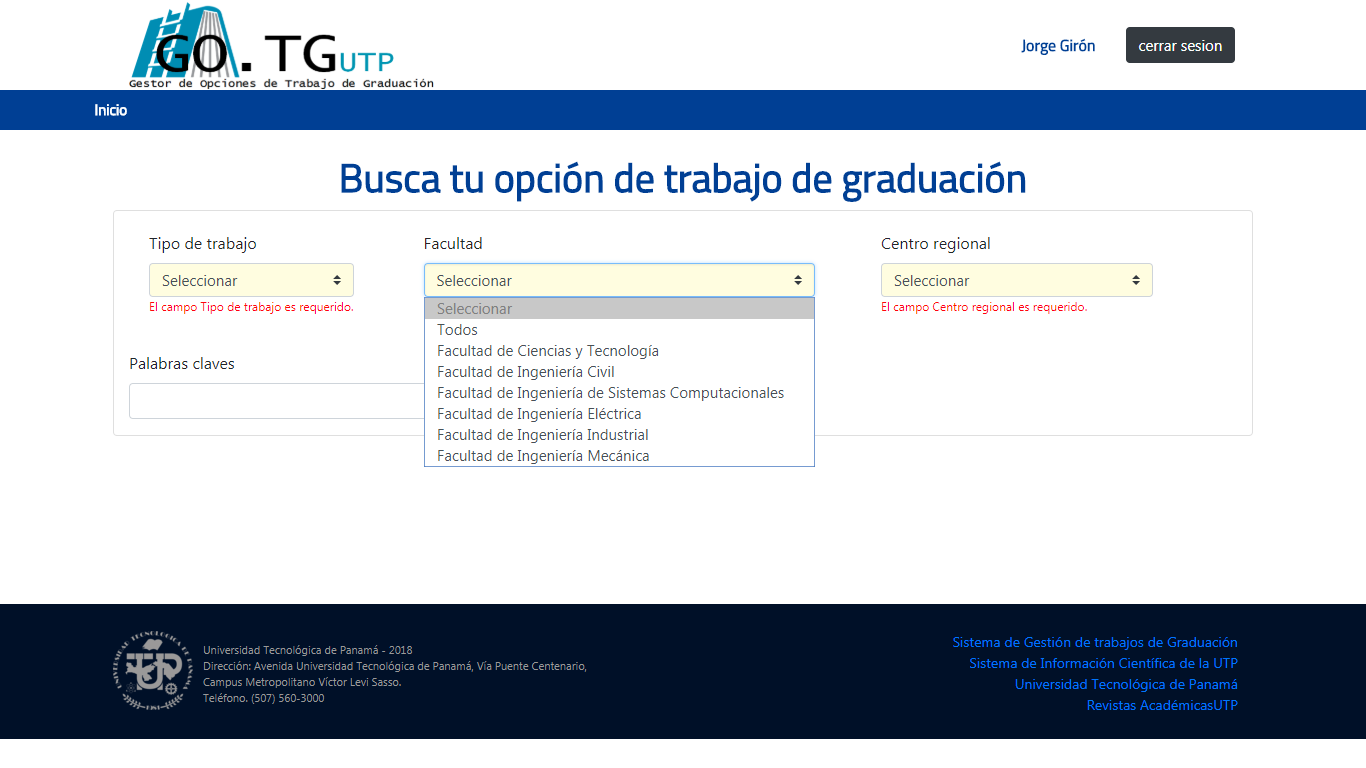 GO.TGUTP
Gestor de Opciones de Trabajo de Graduación
Jorge Girón
cerrar sesion
Inicio
Busca tu opción de trabajo de graduación
Tipo de trabajo
Seleccionar
El campo Tipo de trabajo es requerido.
Facultad
Seleccionar
Seleccionar
Todos
Facultad de Ciencias y Tecnología
Facultad de Ingeniería Civil
Facultad de Ingeniería de Sistemas Computacionales
Facultad de Ingeniería Eléctrica
Facultad de Ingeniería Industrial
Facultad de Ingeniería Mecánica
Centro regional
Seleccionar
El campo Centro regional es requerido.
Palabras claves
Universidad Tecnológica de Panamá - 2018
Dirección: Avenida Universidad Tecnológica de Panamá, Vía Puente Centenario,
Campus Metropolitano Víctor Levi Sasso.
Teléfono. (507) 560-3000
Sistema de Gestión de trabajos de Graduación
Sistema de Información Científica de la UTP
Universidad Tecnológica de Panamá
Revistas AcadémicasUTP